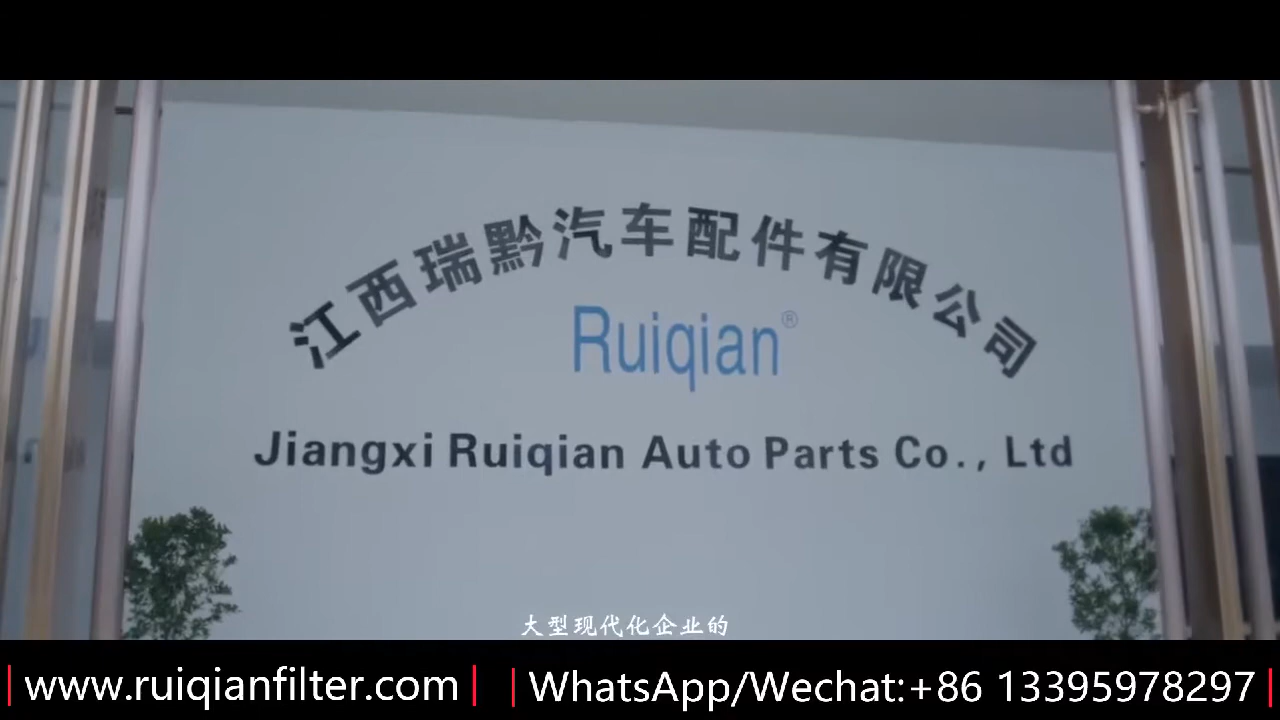 江西瑞黔汽车配件有限公司
Ruiqian®
Jiangxi Ruiqian Auto Parts Co., Ltd
大型现代化企业的
| www.ruiqianfilter.com | | WhatsApp/Wechat:+86 13395978297 |